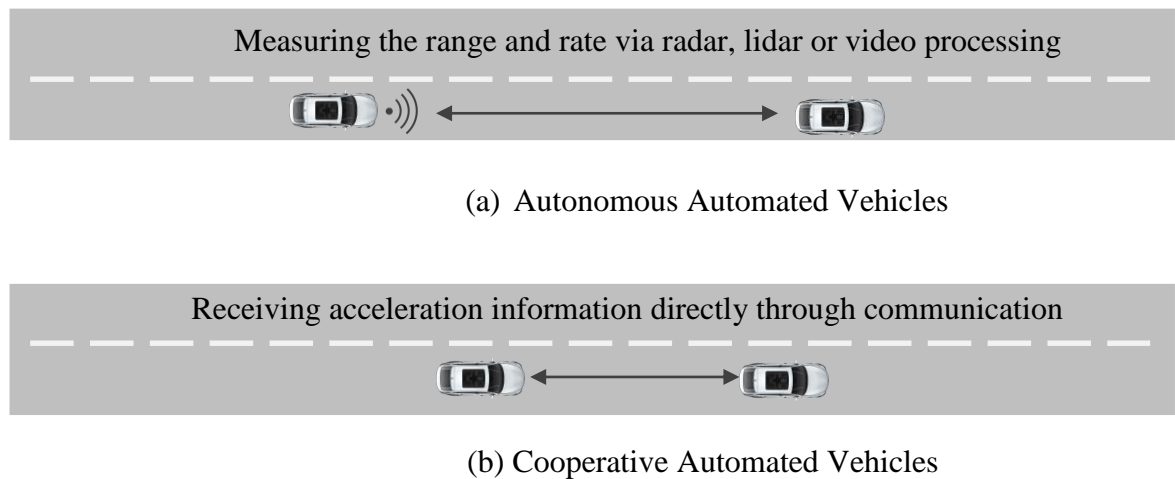 Measuring the range and rate via radar, lidar or video processing
(a) Autonomous Automated Vehicles
Receiving acceleration information directly through communication
(b) Cooperative Automated Vehicles